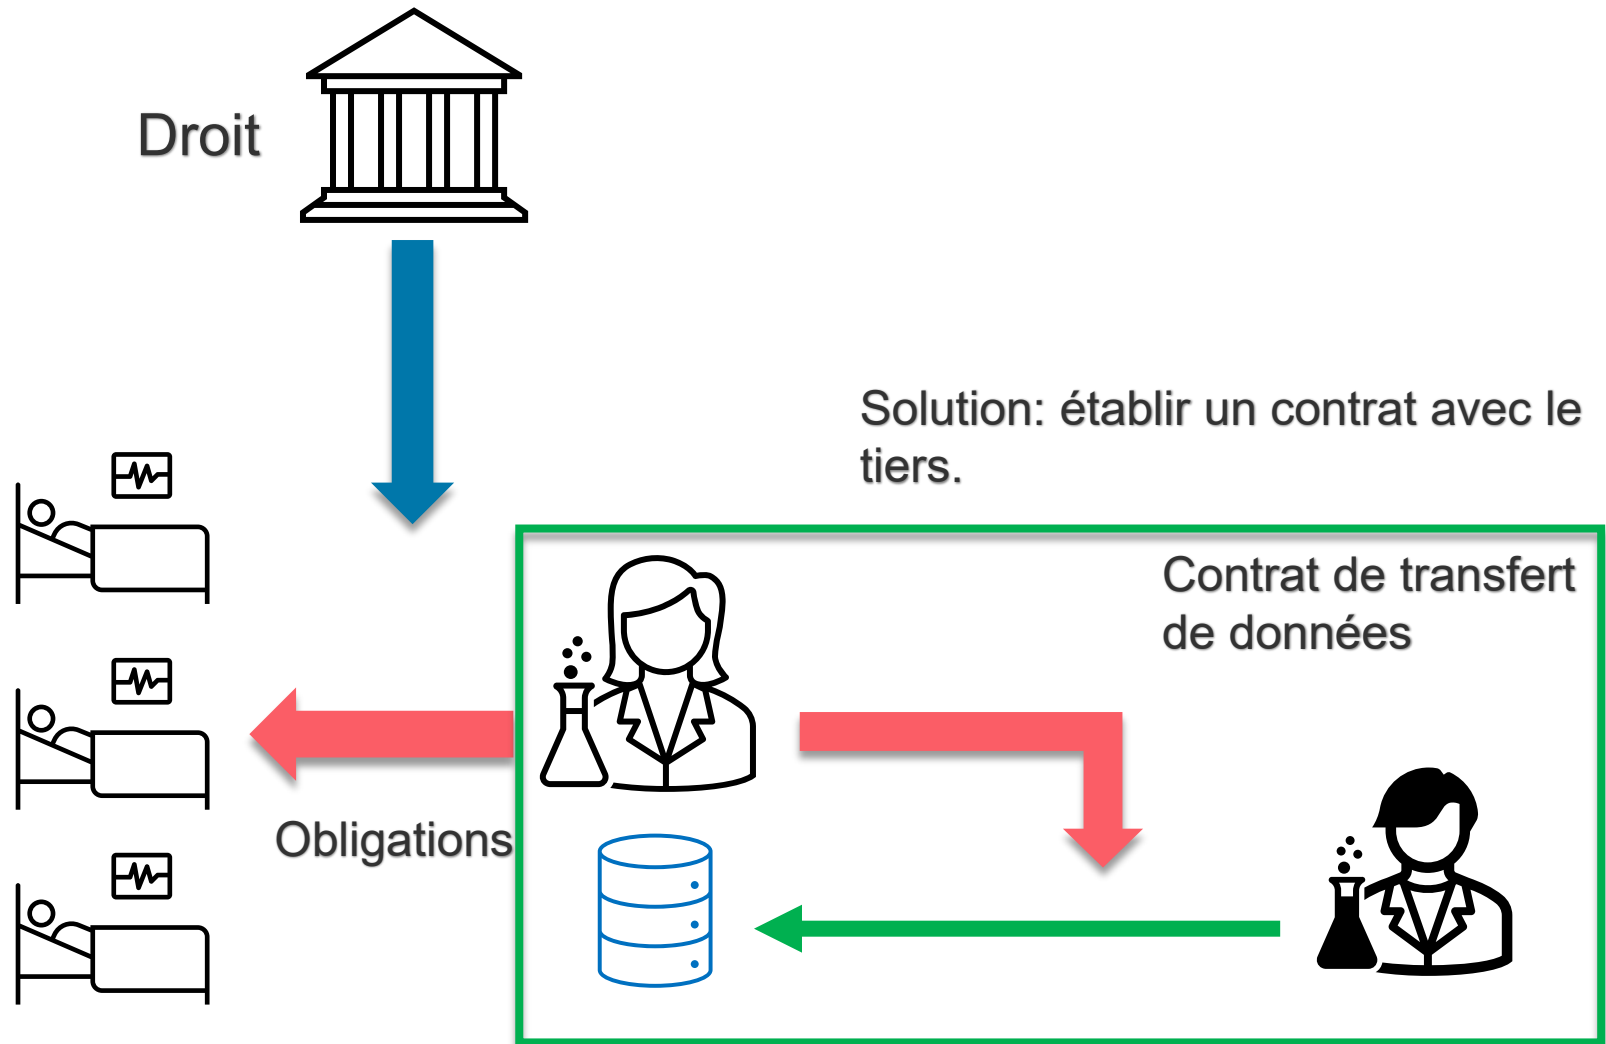 Droit
Solution: établir un contrat avec le
tiers.
Contrat de transfert
de données
Obligations